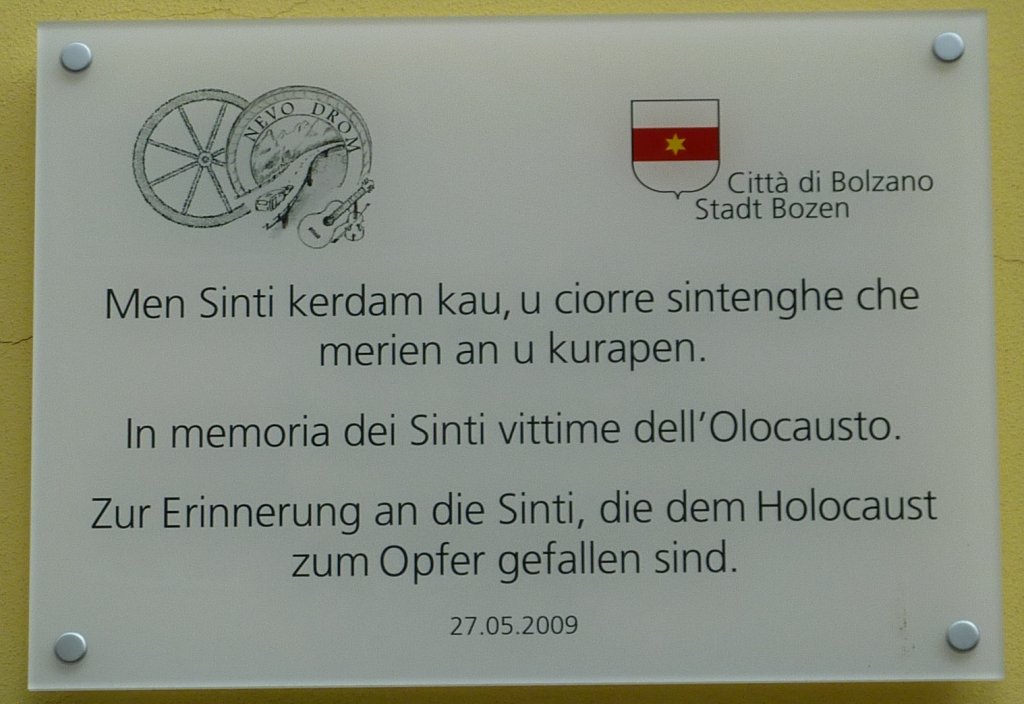 NEVO DROM
Città di Bolzano
Stadt Bozen
Men Sinti kerdam kau, u ciorre sintenghe che
merien an u kurapen.
In memoria dei Sinti vittime dell'Olocausto.
Zur Erinnerung an die Sinti, die dem Holocaust
zum Opfer gefallen sind.
27.05.2009